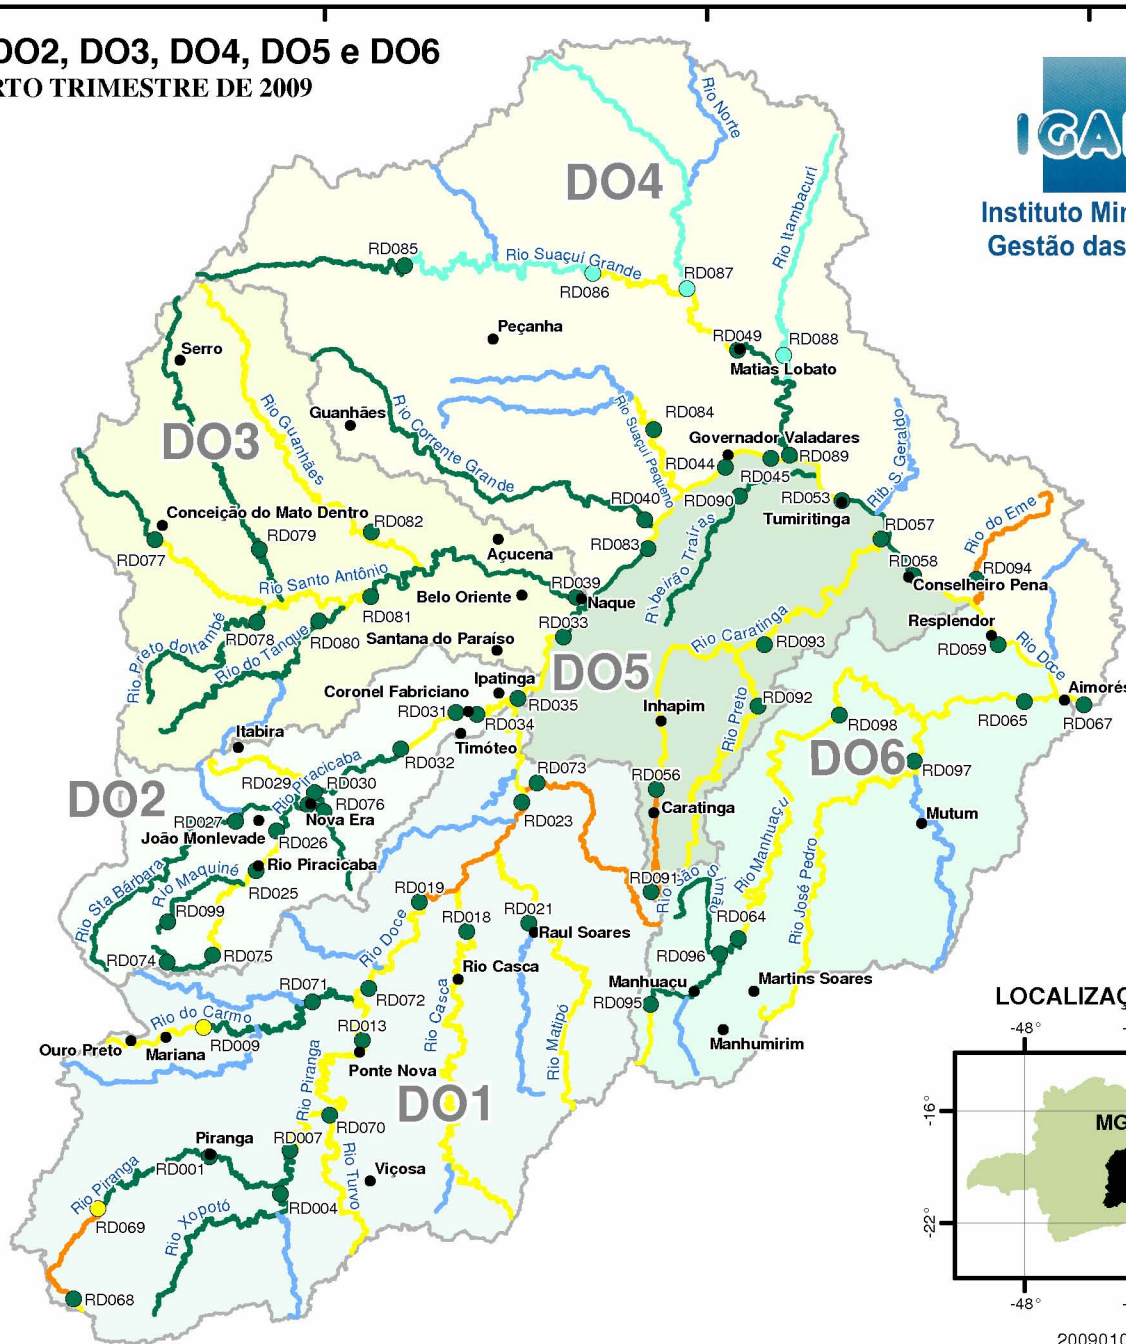 DO2, DO3, DO4, DO5 e DO6
TRIMESTRE DE 2009
Instituto
Gestão das
Rio Norte
DO4
Rio Itambacuri
RD085
Rio Suaçuí Grande
RD086
RD087
Peçanha
RD049
RD088
Matias Lobato
Serro
Guanhães
Rio Guanhães
Rio Corrente Grande
DO3
Rio Suaçuí Pequeno
RD084
Governador Valadares
RD044
RD045
RD089
RD090
RD053
Tumiritinga
Rib. S. Geraldo
RD040
RD083
Ribeirão Traíras
RD057
RD058
Conselheiro Pena
Rio do Eme
RD094
Conceição do Mato Dentro
RD077
RD079
RD082
Açucena
Rio Santo Antônio
Belo Oriente
RD039
Naque
RD081
RD033
RD078
RD080
Rio Preto do Itambé
Rio do Tanque
Santana do Paraíso
Rio Caratinga
RD093
Resplendor
RD059
Rio Doce
Aimorés
RD067
RD065
DO5
Ipatinga
Coronel Fabriciano
RD031
RD034
RD035
Timóteo
Inhapim
Rio Preto
RD092
RD098
DO6
RD097
Itabira
RD032
DO2
RD029
Rio Piracicaba
RD030
RD076
Nova Era
RD027
João Monlevade
RD026
RD073
RD023
RD056
Caratinga
Mutum
Rio Manhuaçu
Rio José Pedro
Rio Piracicaba
RD025
Rio Maquiné
Rio Sta Bárbara
RD099
RD074
RD075
RD019
RD018
RD021
Raul Soares
RD091
Rio São Simão
RD064
RD096
Rio Doce
Rio Casca
RD071
RD072
Rio do Carmo
RD009
Ouro Preto
Mariana
RD013
Ponte Nova
Rio Casca
Rio Matipó
Manhuaçu
RD095
Martins Soares
Manhumirim
DO1
Rio Piranga
RD070
Piranga
RD007
RD001
Rio Turvo
Viçosa
RD004
Rio Piranga
RD069
Rio Xopotó
RD068
-48°
-16°
MG
-22°
-48°